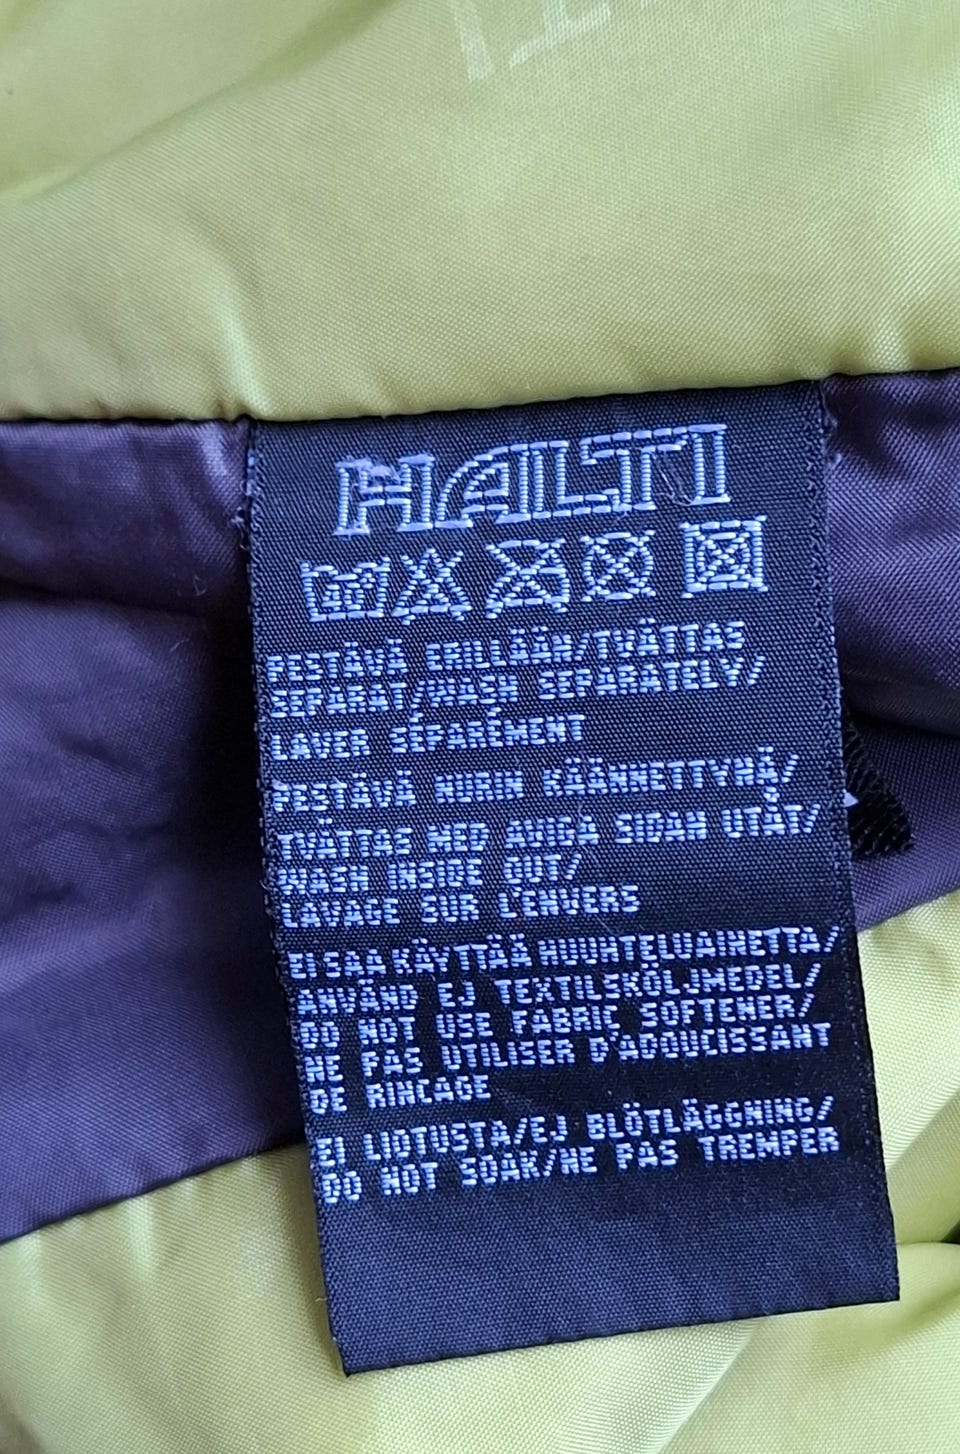 HALTI
PESTÄVÄ ERILLÄÄN/TVÄTTAS
SEPARAT/WASH SEPARATELY/
LAVER SÉPARÉMENT
PESTÄVÄ NURIN KÄÄNNETTYNÄ/
TVÄTTAS MED AVIGA SIDAN UTÅT/
WASH INSIDE OUT/
LAVAGE SUR L'ENVERS
EI SAA KÄYTTÄÄ HUUHTELUAINETTA/
ANVÄND EJ TEXTILSKÖLJMEDEL/
DO NOT USE FABRIC SOFTENER/
NE PAS UTILISER D'ADOUCISSANT
DE RINCAGE
EI LIOTUSTA/EJ BLÖTLÄGGNING/
DO NOT SOAK/NE PAS TREMPER